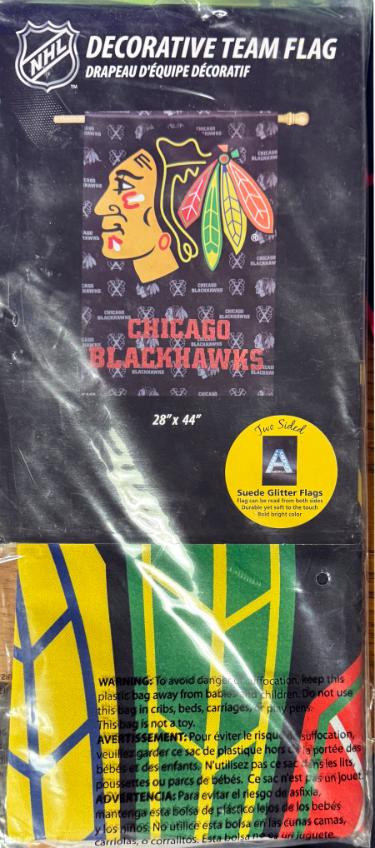 NHL
TM
DECORATIVE TEAM FLAG
DRAPEAU D'ÉQUIPE DÉCORATIF
®
CHICAGO
BLACKHAWKS
28" x 44"
Two Sided
A
Suede Glitter Flags
Flag can be read from both sides
Durable yet soft to the touch
Bold bright color
WARNING: To avoid danger of suffocation, keep this
plastic bag away from babies and children. Do not use
this bag in cribs, beds, carriages, or play pens.
This bag is not a toy.
AVERTISSEMENT: Pour éviter le risque de suffocation,
veuillez garder ce sac de plastique hors de la portée des
bébés et des enfants. N'utilisez pas ce sac dans les lits,
poussettes ou parcs de bébés. Ce sac n'est pas un jouet.
ADVERTENCIA: Para evitar el riesgo de asfixia,
mantenga esta bolsa de plástico lejos de los bebés
y los niños. No utilice esta bolsa en las cunas camas,
carriolas, o corralitos. Esta bolsa no es un juguete.